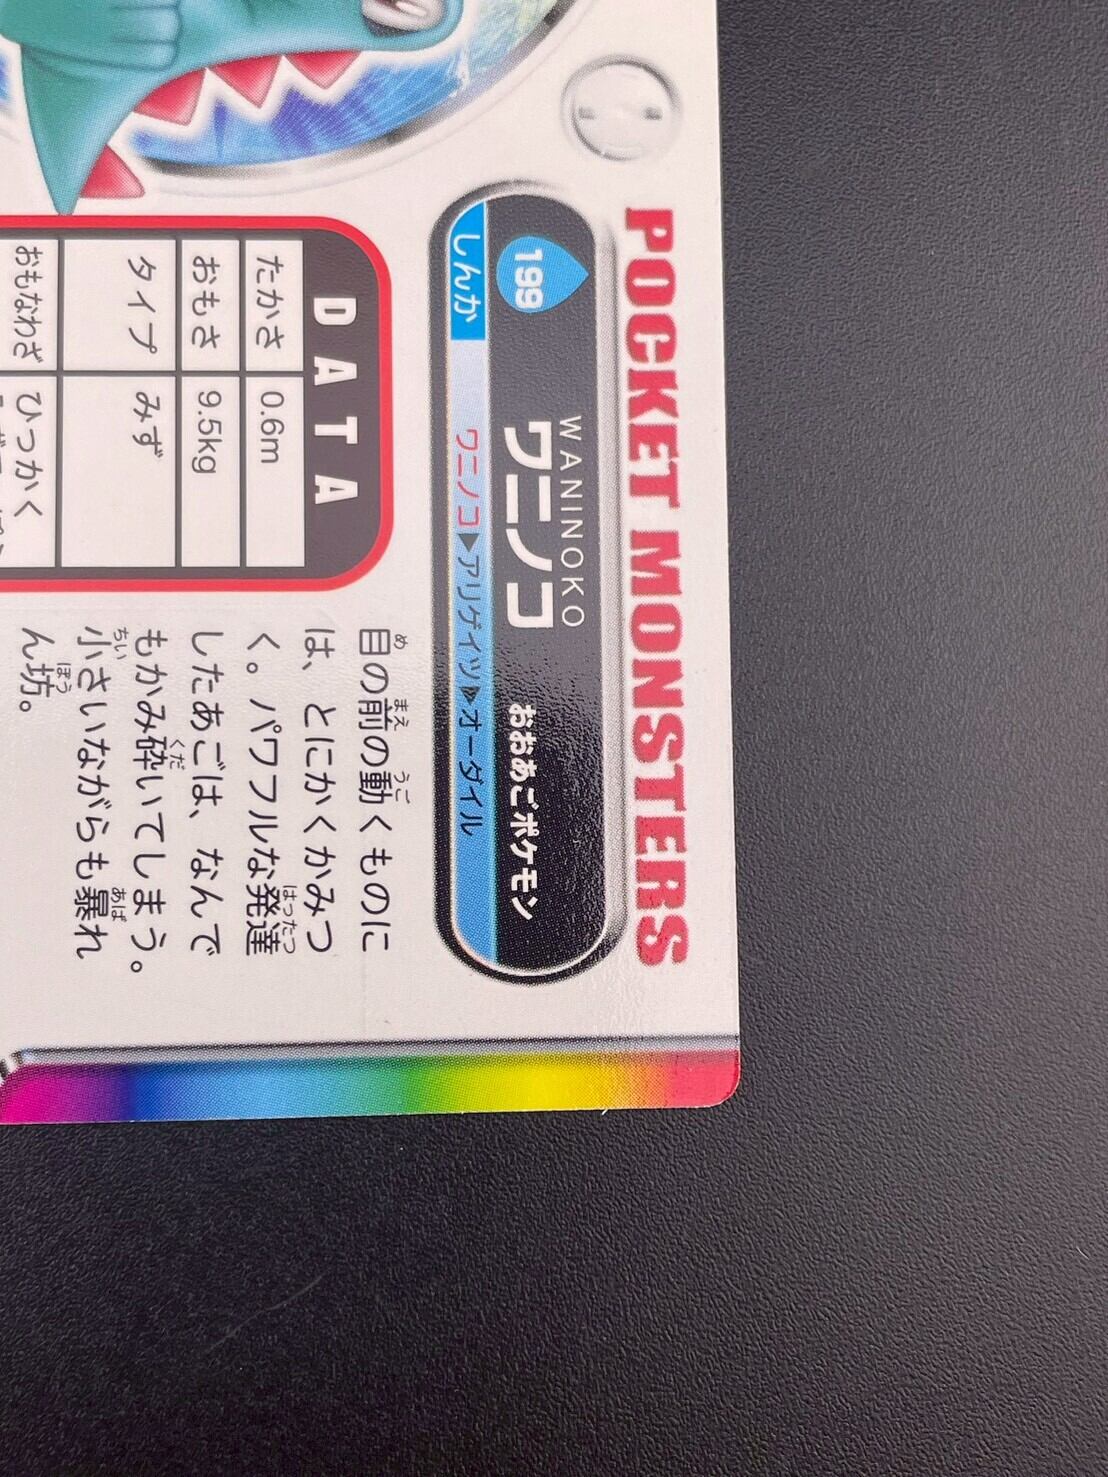 POCKET MONSTERS
WANINOKO
199 ワニノコ おおあごポケモン
しんか ワニノコ▶アリゲイツ▶オーダイル
DATA
たかさ 0.6m
おもさ 9.5kg
タイプ みず
おもなわざ ひっかく
目の前の動くものに
は、とにかくかみつ
く。パワフルな発達
したあごは、なんで
もかみ砕いてしまう。
小さいながらも暴れ
ん坊。